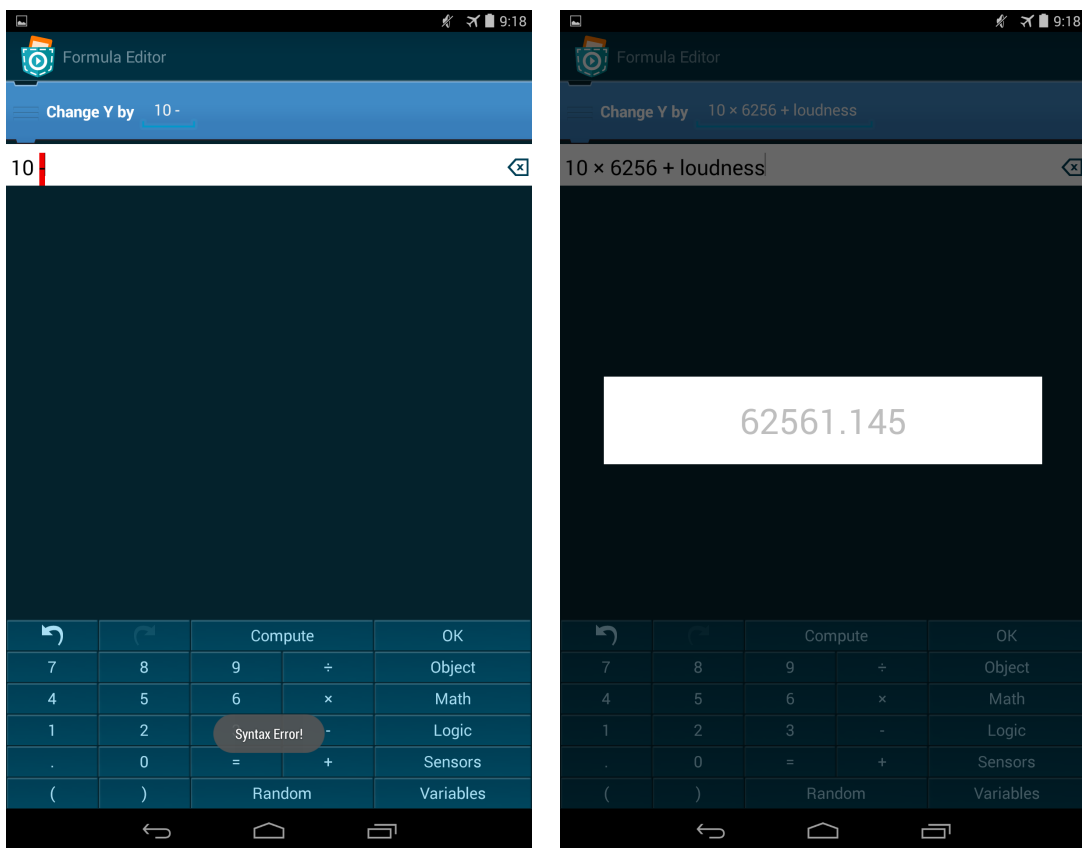 9:18
Formula Editor
Change Y by 10 -
10 -
Compute OK
7 8 9 ÷ Object
4 5 6 × Math
1 2 - Logic
Syntax Error!
. 0 = + Sensors
( ) Random Variables
9:18
Formula Editor
Change Y by 10 × 6256 + loudness
10 × 6256 + loudness
62561.145
Compute OK
7 8 9 ÷ Object
4 5 6 × Math
1 2 3 - Logic
. 0 = + Sensors
( ) Random Variables